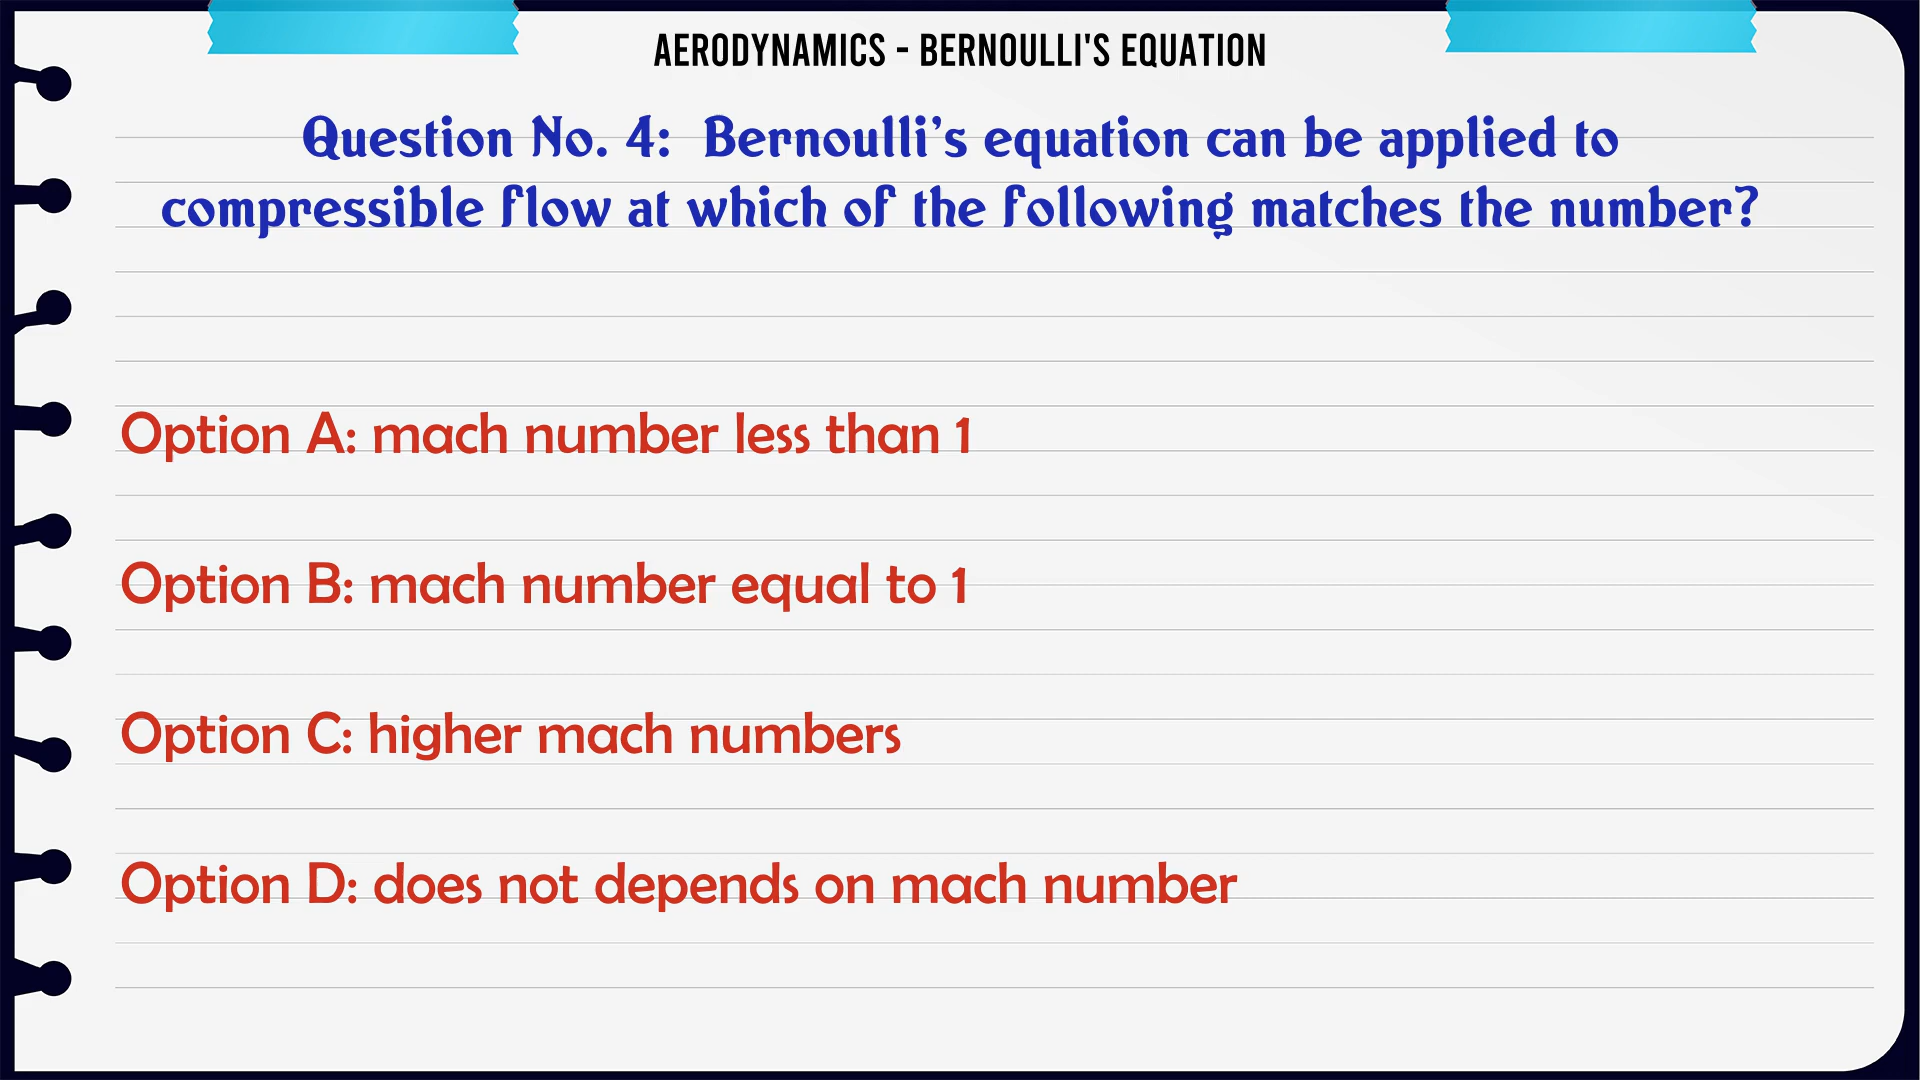 AERODYNAMICS - BERNOULLI'S EQUATION
Question No. 4: Bernoulli's equation can be applied to
compressible flow at which of the following matches the number?
Option A: mach number less than 1
Option B: mach number equal to 1
Option C: higher mach numbers
Option D: does not depends on mach number